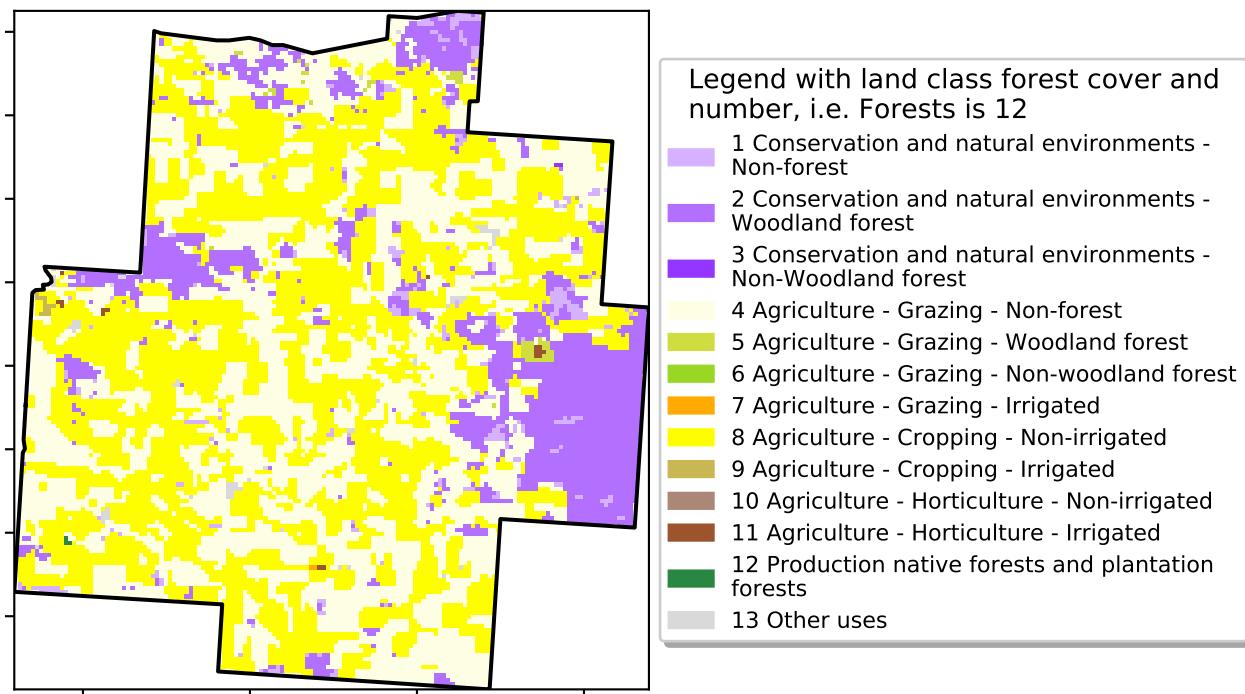 Legend with land class forest cover and
number, i.e. Forests is 12
1 Conservation and natural environments -
Non-forest
2 Conservation and natural environments -
Woodland forest
3 Conservation and natural environments -
Non-Woodland forest
4 Agriculture - Grazing - Non-forest
5 Agriculture - Grazing - Woodland forest
6 Agriculture - Grazing - Non-woodland forest
7 Agriculture - Grazing - Irrigated
8 Agriculture - Cropping - Non-irrigated
9 Agriculture - Cropping - Irrigated
10 Agriculture - Horticulture - Non-irrigated
11 Agriculture - Horticulture - Irrigated
12 Production native forests and plantation
forests
13 Other uses